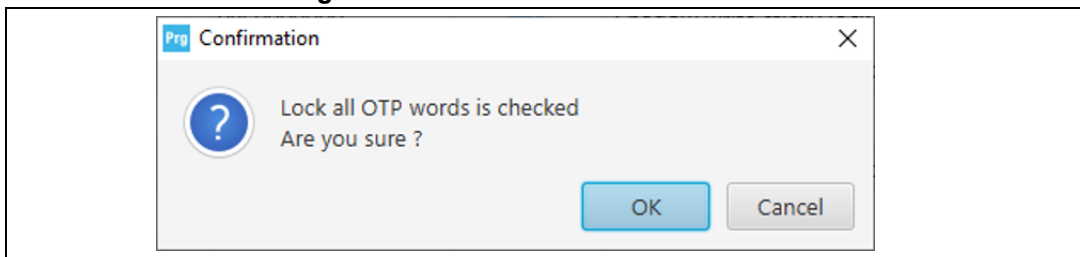 Prg Confirmation
Lock all OTP words is checked
Are you sure ?
OK Cancel